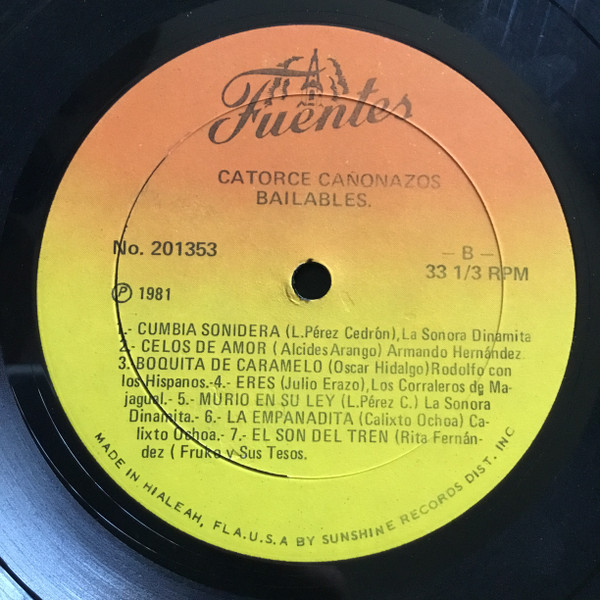 Fuentes
CATORCE CAÑONAZOS
BAILABLES.
No. 201353
– B –
33 1/3 RPM
Ⓟ 1981
1.- CUMBIA SONIDERA (L.Pérez Cedrón), La Sonora Dinamita
2.- CELOS DE AMOR ( Alcides Arango) Armando Hernández
3. BOQUITA DE CARAMELO (Oscar Hidalgo) Rodolfo con
los Hispanos.-4.- ERES (Julio Erazo), Los Corraleros de Ma-
jagual.- 5.- MURIO EN SU LEY (L.Pérez C.) La Sonora
Dinamita.- 6.- LA EMPANADITA (Calixto Ochoa) Ca-
lixto Ochoa.- 7.- EL SON DEL TREN (Rita Fernán-
dez ( Fruko y Sus Tesos.
MADE IN HIALEAH, FLA.U.S.A BY SUNSHINE RECORDS DIST. INC